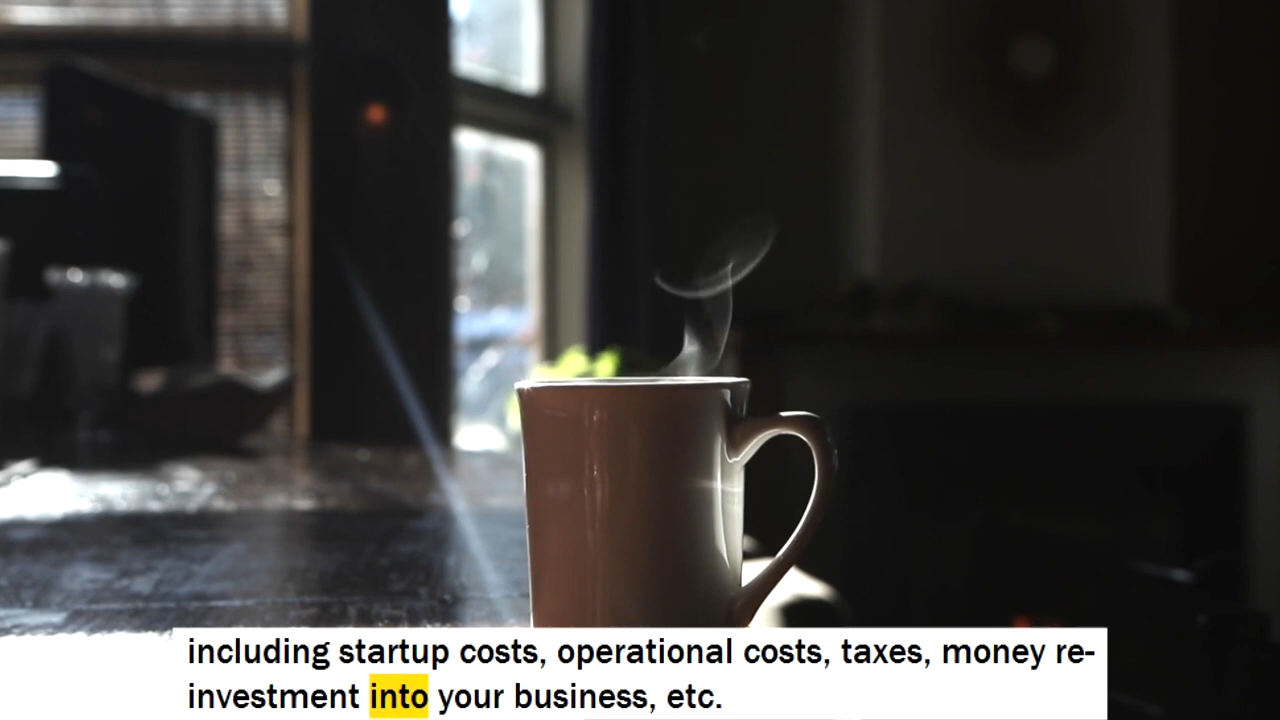 including startup costs, operational costs, taxes, money re-
investment into your business, etc.